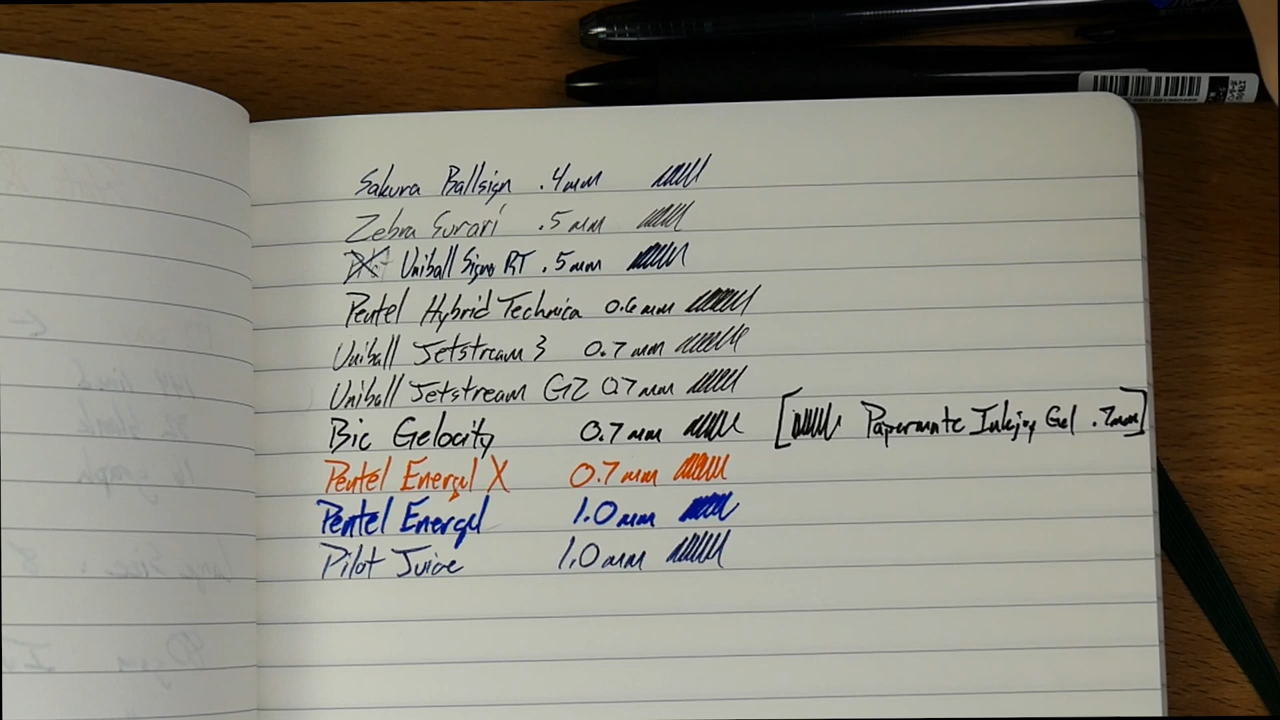 Sakura Ballsign .4mm
Zebra Surari .5mm
Uniball Signo RT .5mm
Pentel Hybrid Technica 0.6mm
Uniball Jetstream 3 0.7mm
Uniball Jetstream G2 0.7mm
Bic Gelocity 0.7mm [Papermate Inkjoy Gel .7mm]
Pentel Energel X 0.7mm
Pentel Energel 1.0mm
Pilot Juice 1.0mm